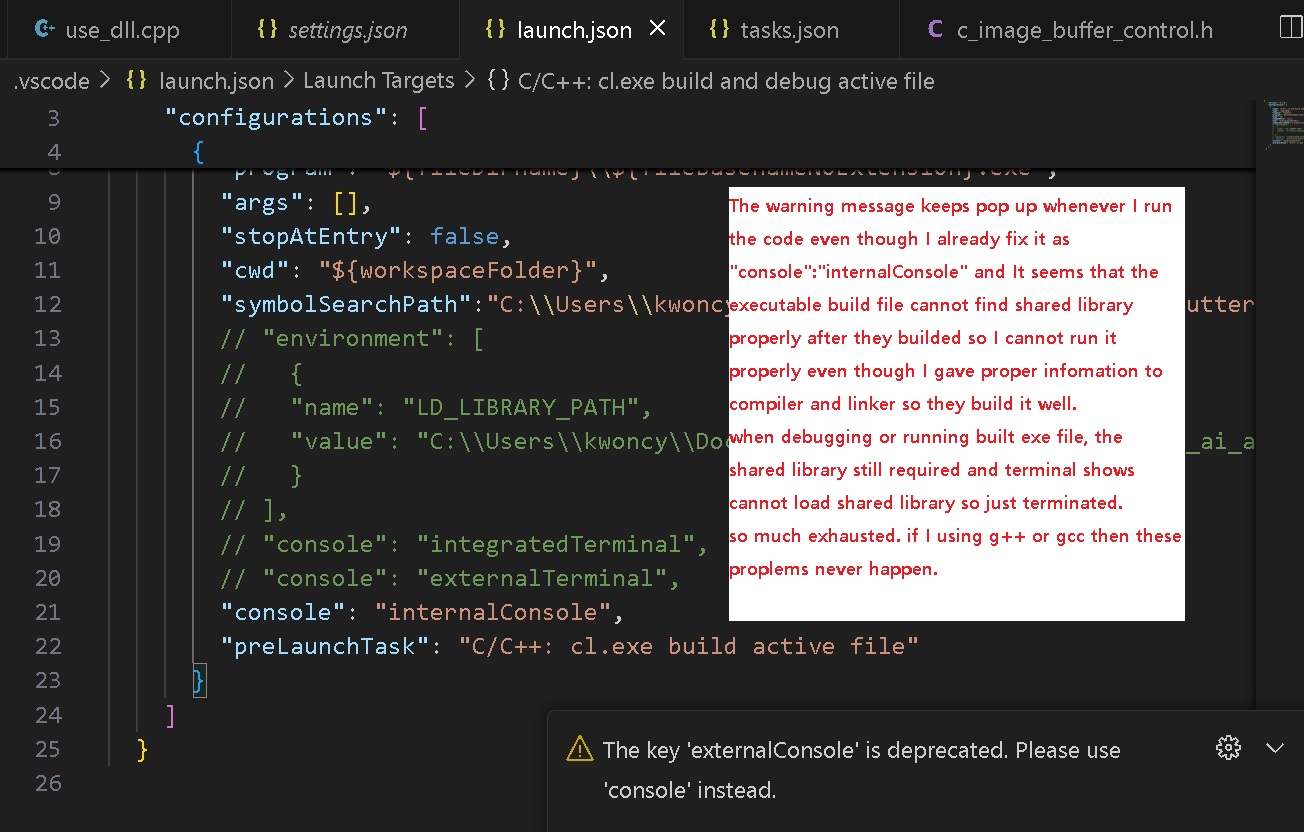 use_dll.cpp
{} settings.json
{} launch.json
{} tasks.json
C c_image_buffer_control.h
.vscode > {} launch.json > Launch Targets > {} C/C++: cl.exe build and debug active file
3 "configurations": [
4 {
"program": "${fileDirname}\\${fileBasenameNoExtension}.exe",
9 "args": [],
10 "stopAtEntry": false,
11 "cwd": "${workspaceFolder}",
12 "symbolSearchPath":"C:\\Users\\kwoncy utter
13 // "environment": [
14 // {
15 // "name": "LD_LIBRARY_PATH",
16 // "value": "C:\\Users\\kwoncy\\Do _ai_a
17 // }
18 // ],
19 // "console": "integratedTerminal",
20 // "console": "externalTerminal",
21 "console": "internalConsole",
22 "preLaunchTask": "C/C++: cl.exe build active file"
23 }
24 ]
25 }
26
The warning message keeps pop up whenever I run
the code even though I already fix it as
"console":"internalConsole" and It seems that the
executable build file cannot find shared library
properly after they builded so I cannot run it
properly even though I gave proper infomation to
compiler and linker so they build it well.
when debugging or running built exe file, the
shared library still required and terminal shows
cannot load shared library so just terminated.
so much exhausted. if I using g++ or gcc then these
proplems never happen.
The key 'externalConsole' is deprecated. Please use
'console' instead.